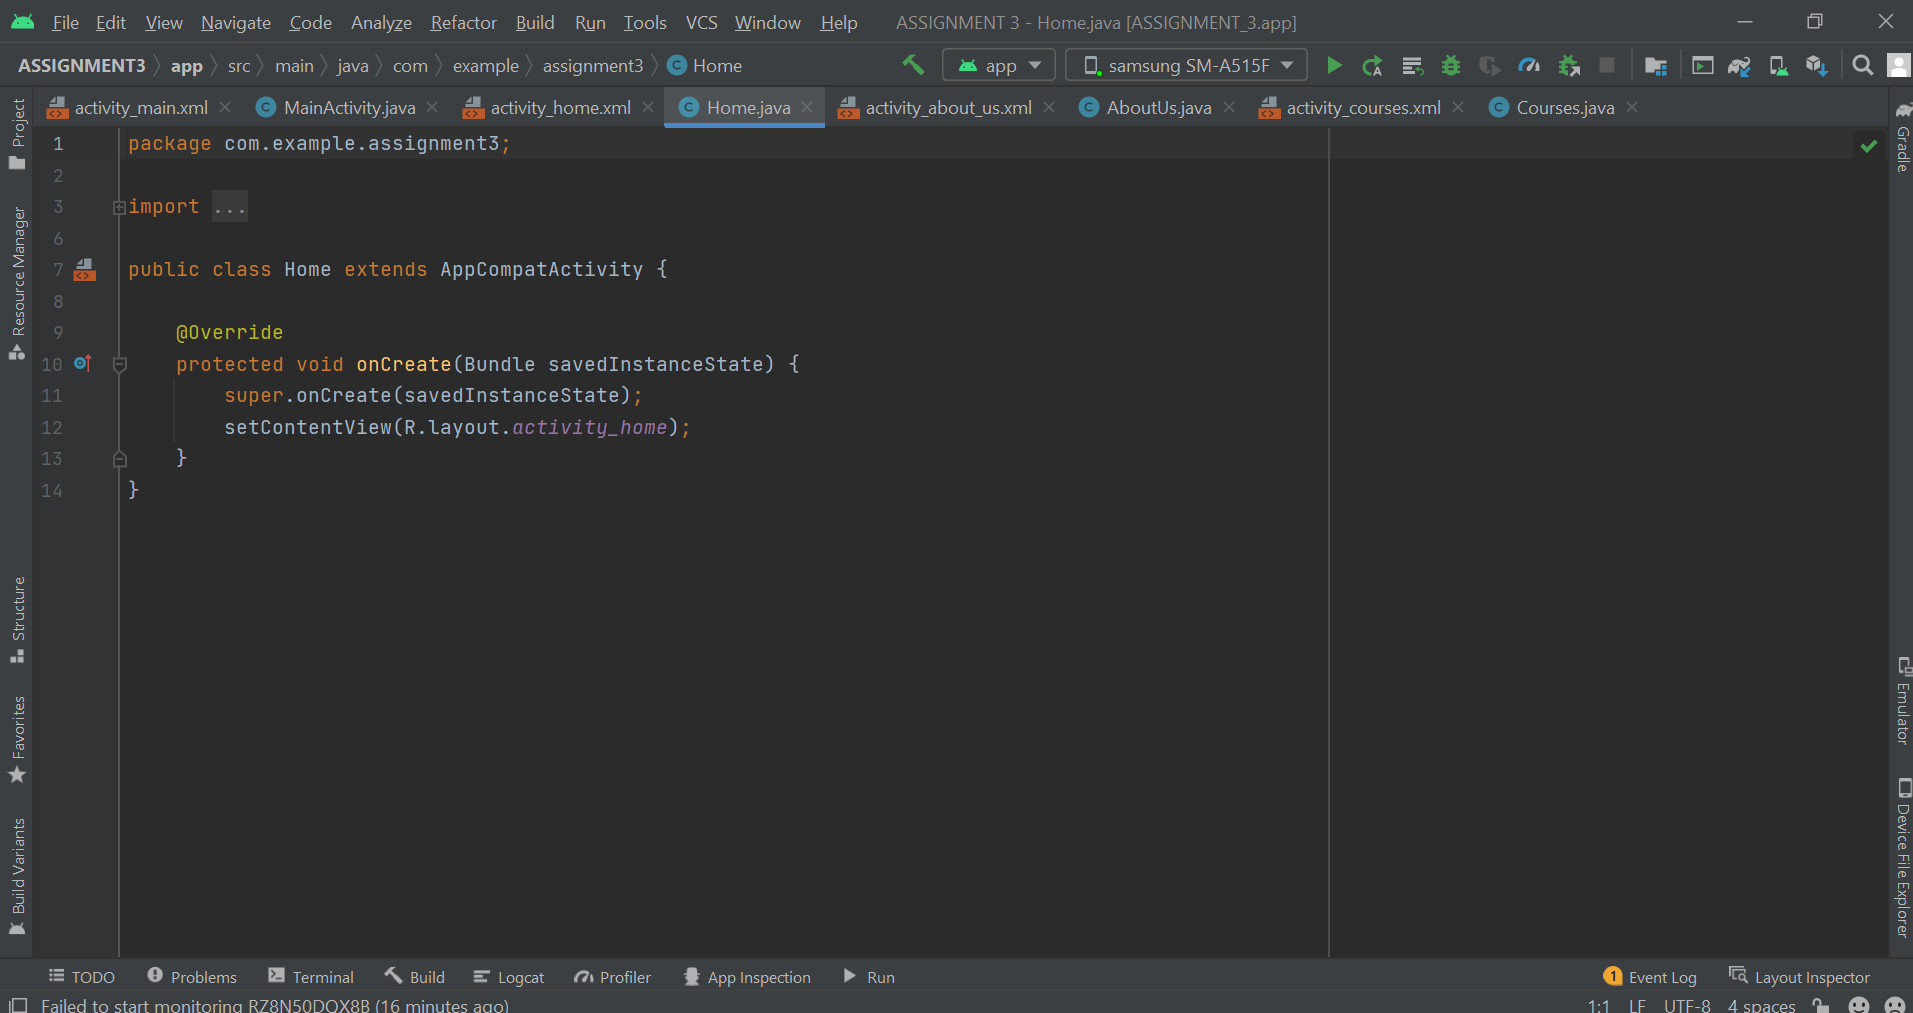 File Edit View Navigate Code Analyze Refactor Build Run Tools VCS Window Help ASSIGNMENT 3 - Home.java [ASSIGNMENT_3.app]
ASSIGNMENT3 app src main java com example assignment3 Home app samsung SM-A515F
activity_main.xml MainActivity.java activity_home.xml Home.java activity_about_us.xml AboutUs.java activity_courses.xml Courses.java
1 package com.example.assignment3;
2
3 import ...
6
7 public class Home extends AppCompatActivity {
8
9 @Override
10 protected void onCreate(Bundle savedInstanceState) {
11 super.onCreate(savedInstanceState);
12 setContentView(R.layout.activity_home);
13 }
14 }
Project
Resource Manager
Structure
Favorites
Build Variants
Gradle
Emulator
Device File Explorer
TODO Problems Terminal Build Logcat Profiler App Inspection Run 1 Event Log Layout Inspector
Failed to start monitoring RZ8N50DQX8B (16 minutes ago) 1:1 LF UTF-8 4 spaces